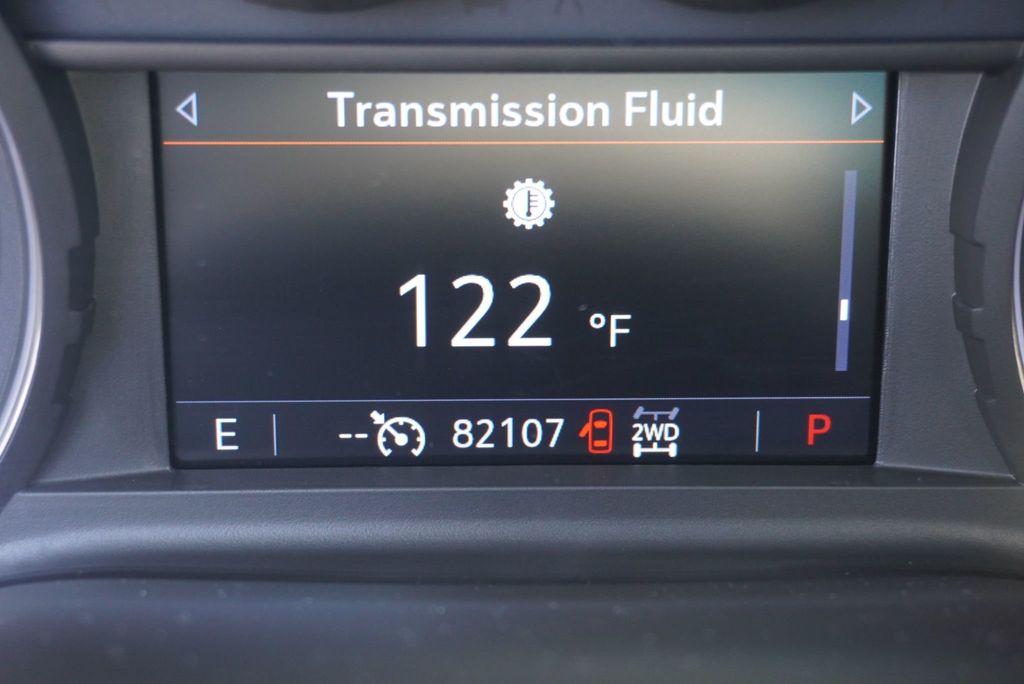 Transmission Fluid
122 °F
E -- 82107 2WD P